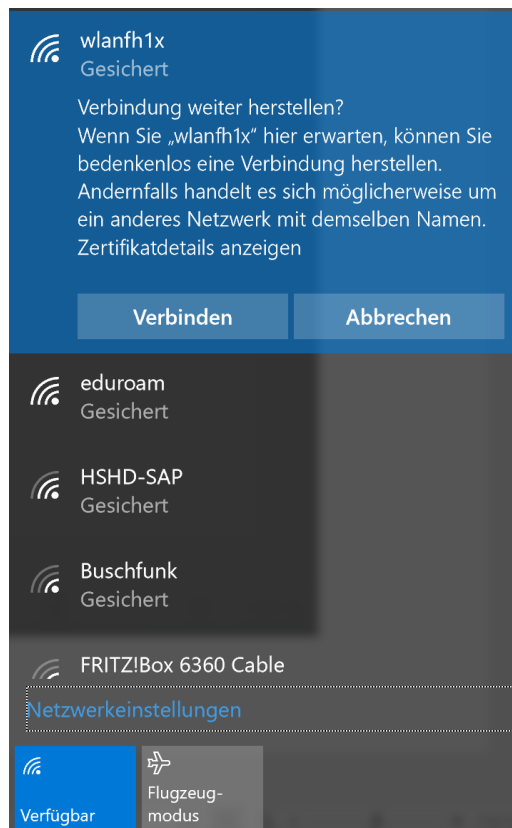 wlanfh1x
Gesichert
Verbindung weiter herstellen?
Wenn Sie „wlanfh1x“ hier erwarten, können Sie
bedenkenlos eine Verbindung herstellen.
Andernfalls handelt es sich möglicherweise um
ein anderes Netzwerk mit demselben Namen.
Zertifikatdetails anzeigen
Verbinden Abbrechen
eduroam
Gesichert
HSHD-SAP
Gesichert
Buschfunk
Gesichert
FRITZ!Box 6360 Cable
Netzwerkeinstellungen
Verfügbar
Flugzeug-
modus